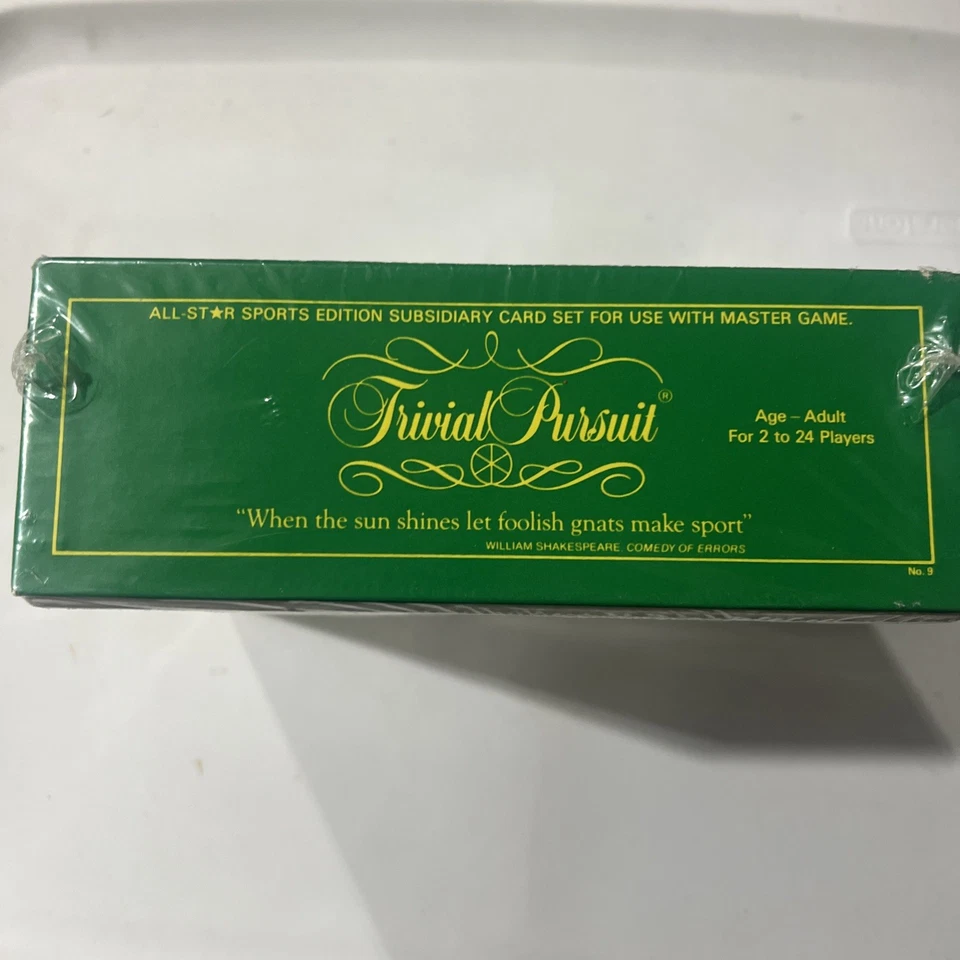 ALL-ST★R SPORTS EDITION SUBSIDIARY CARD SET FOR USE WITH MASTER GAME.
Trivial Pursuit®
Age – Adult
For 2 to 24 Players
“When the sun shines let foolish gnats make sport”
WILLIAM SHAKESPEARE. COMEDY OF ERRORS
No. 9